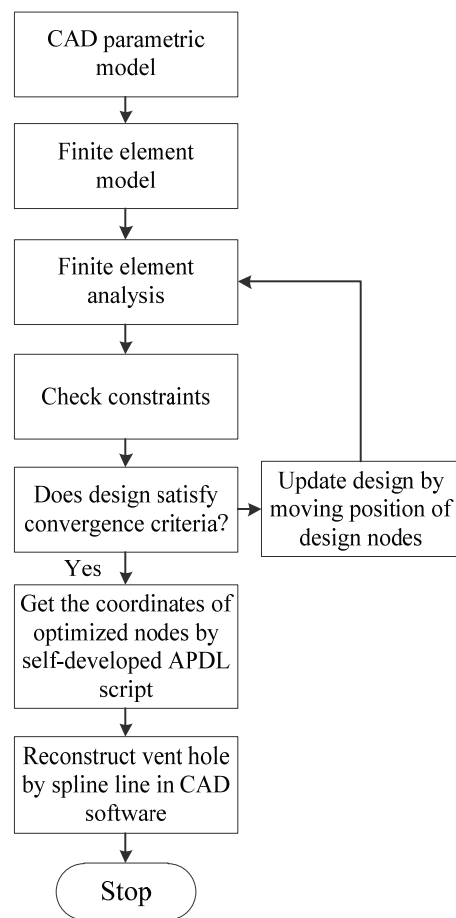 CAD parametric
model
Finite element
model
Finite element
analysis
Check constraints
Does design satisfy
convergence criteria?
Update design by
moving position of
design nodes
Yes
Get the coordinates of
optimized nodes by
self-developed APDL
script
Reconstruct vent hole
by spline line in CAD
software
Stop